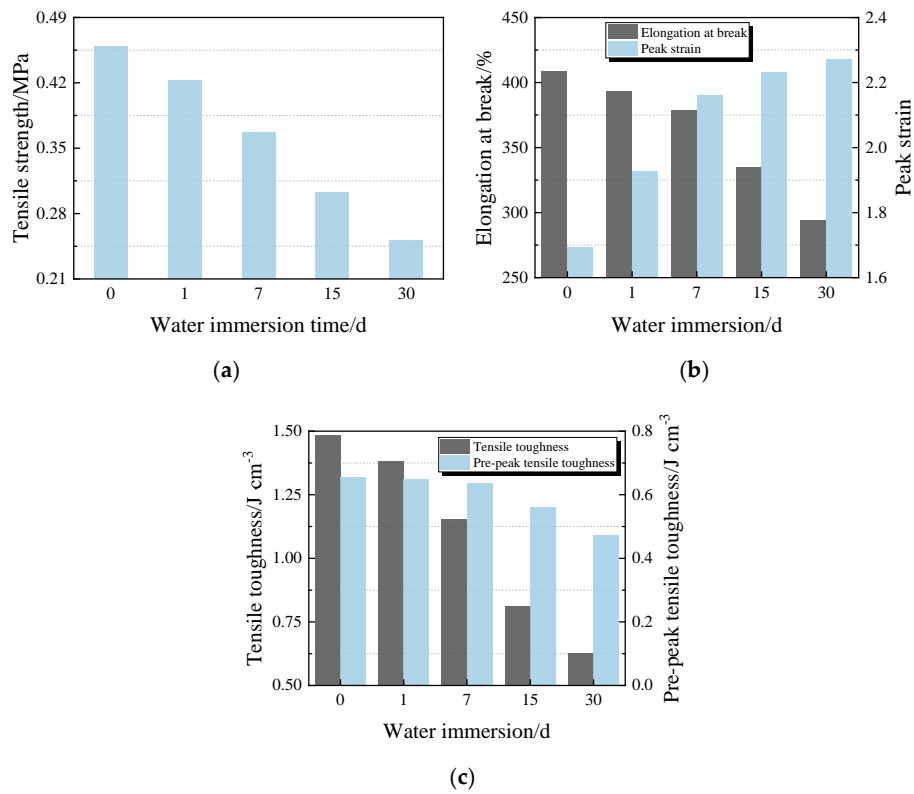 (a)
Tensile strength/MPa
0.49
0.42
0.35
0.28
0.21
0 1 7 15 30
Water immersion time/d
(b)
Elongation at break/%
450
400
350
300
250
Elongation at break
Peak strain
2.4
2.2
2.0
1.8
1.6
Peak strain
0 1 7 15 30
Water immersion/d
(c)
Tensile toughness/J cm-3
1.50
1.25
1.00
0.75
0.50
Tensile toughness
Pre-peak tensile toughness
0.8
0.6
0.4
0.2
0.0
Pre-peak tensile toughness/J cm-3
0 1 7 15 30
Water immersion/d